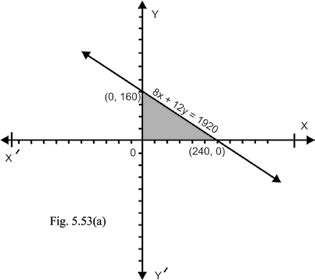 Y
(0, 160)
8x + 12y = 1920
X′
X
0
(240, 0)
Fig. 5.53(a)
Y′